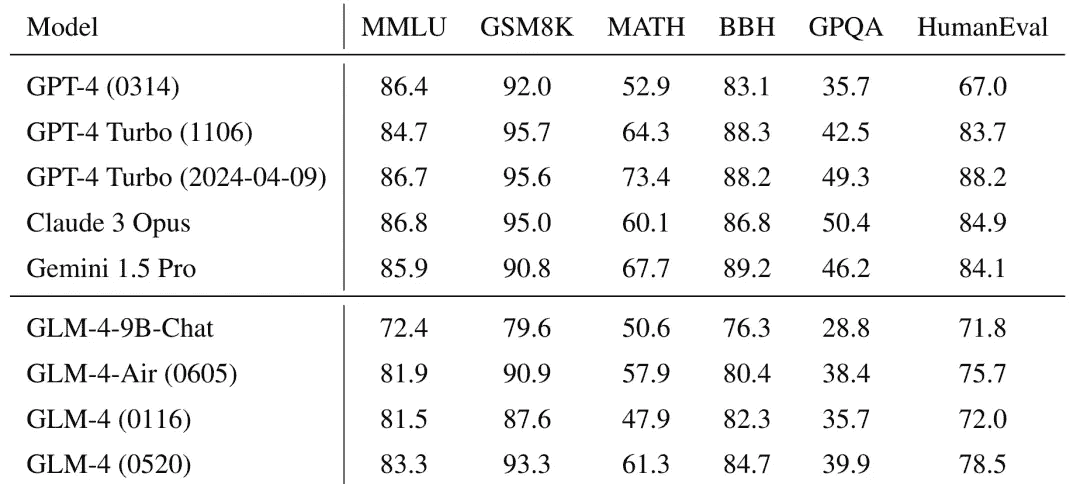 Model MMLU GSM8K MATH BBH GPQA HumanEval
GPT-4 (0314) 86.4 92.0 52.9 83.1 35.7 67.0
GPT-4 Turbo (1106) 84.7 95.7 64.3 88.3 42.5 83.7
GPT-4 Turbo (2024-04-09) 86.7 95.6 73.4 88.2 49.3 88.2
Claude 3 Opus 86.8 95.0 60.1 86.8 50.4 84.9
Gemini 1.5 Pro 85.9 90.8 67.7 89.2 46.2 84.1
GLM-4-9B-Chat 72.4 79.6 50.6 76.3 28.8 71.8
GLM-4-Air (0605) 81.9 90.9 57.9 80.4 38.4 75.7
GLM-4 (0116) 81.5 87.6 47.9 82.3 35.7 72.0
GLM-4 (0520) 83.3 93.3 61.3 84.7 39.9 78.5